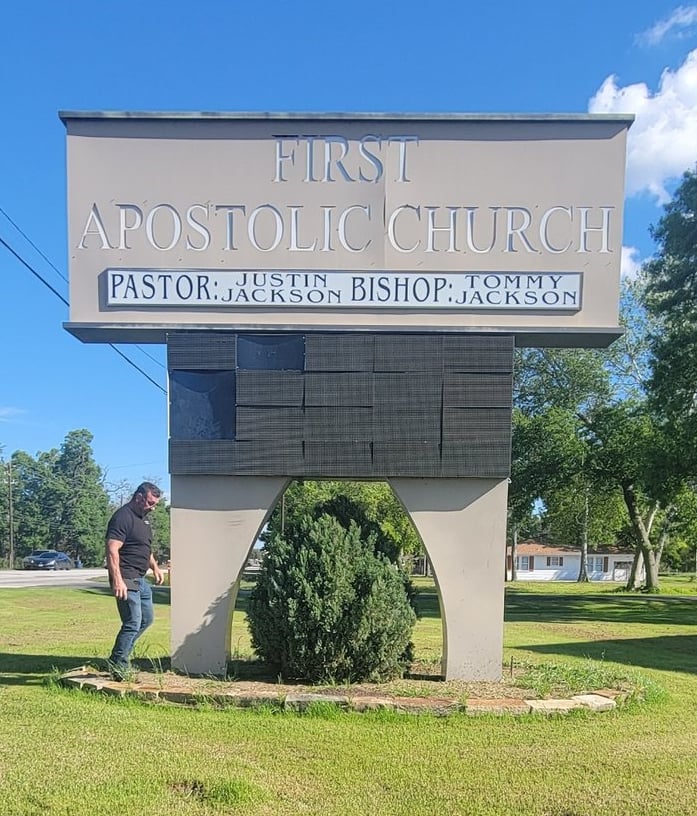 FIRST
APOSTOLIC CHURCH
PASTOR: JUSTIN JACKSON BISHOP: TOMMY JACKSON